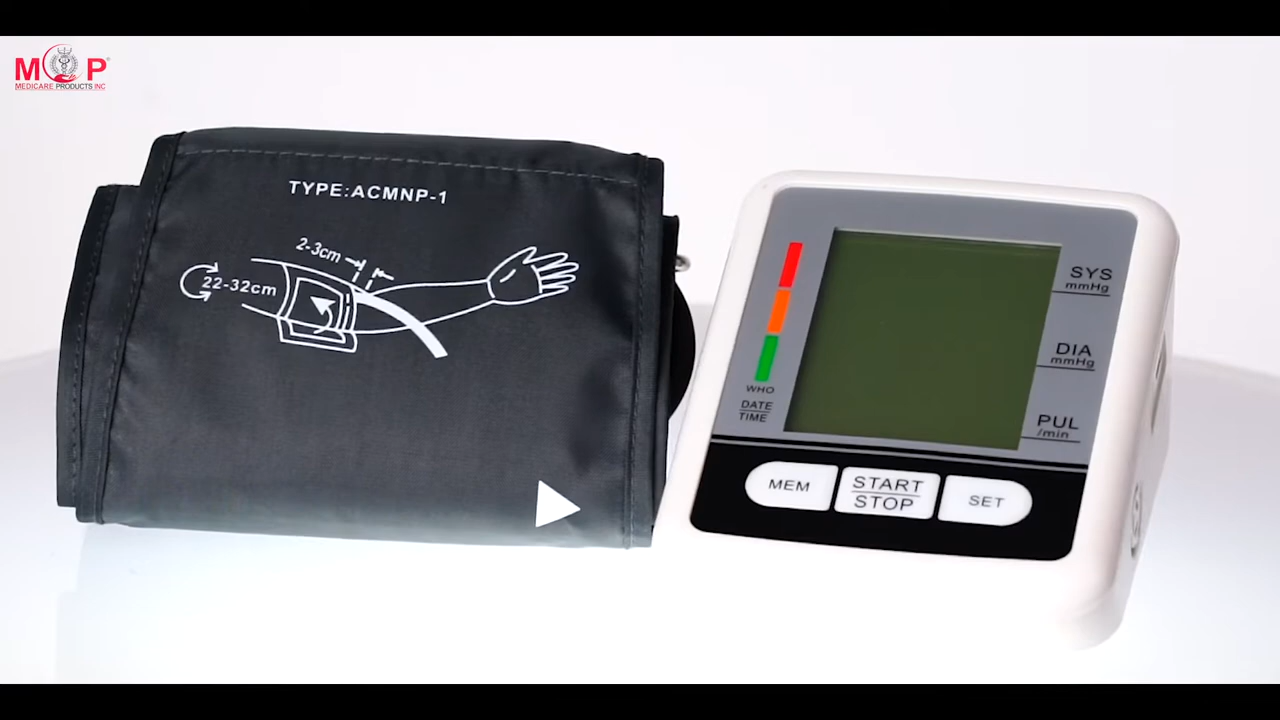 MCP®
MEDICARE PRODUCTS INC
TYPE:ACMNP-1
2-3cm
22-32cm
SYS
mmHg
DIA
mmHg
PUL
/min
WHO
DATE
TIME
MEM
START
STOP
SET